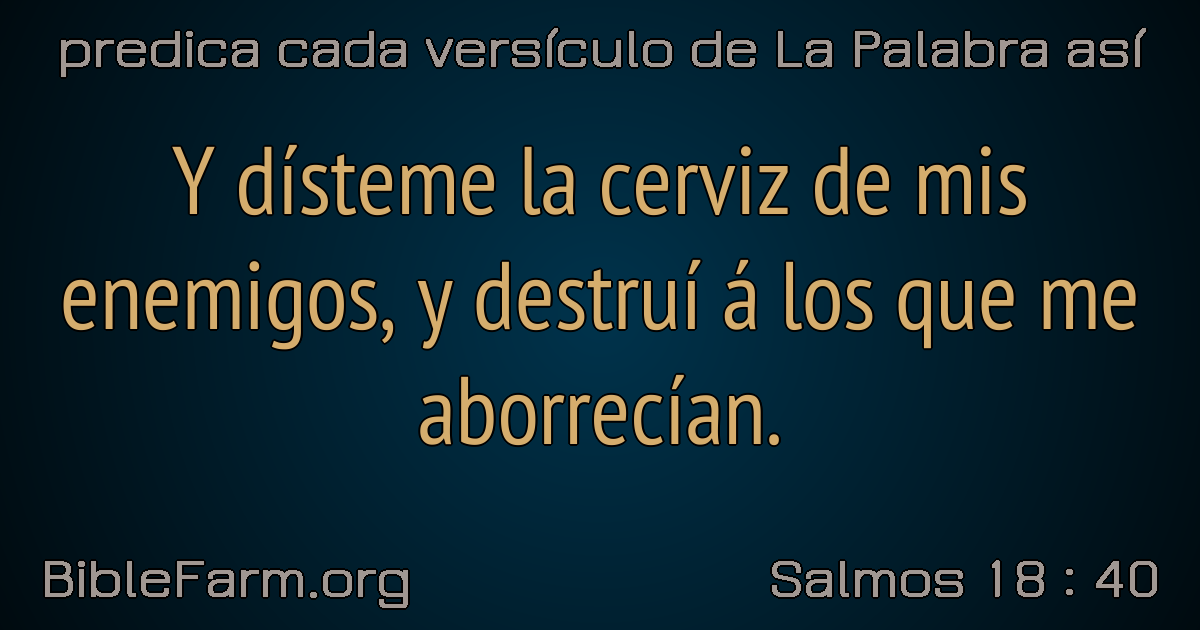 predica cada versículo de La Palabra así
Y dísteme la cerviz de mis
enemigos, y destruí á los que me
aborrecían.
BibleFarm.org
Salmos 18 : 40